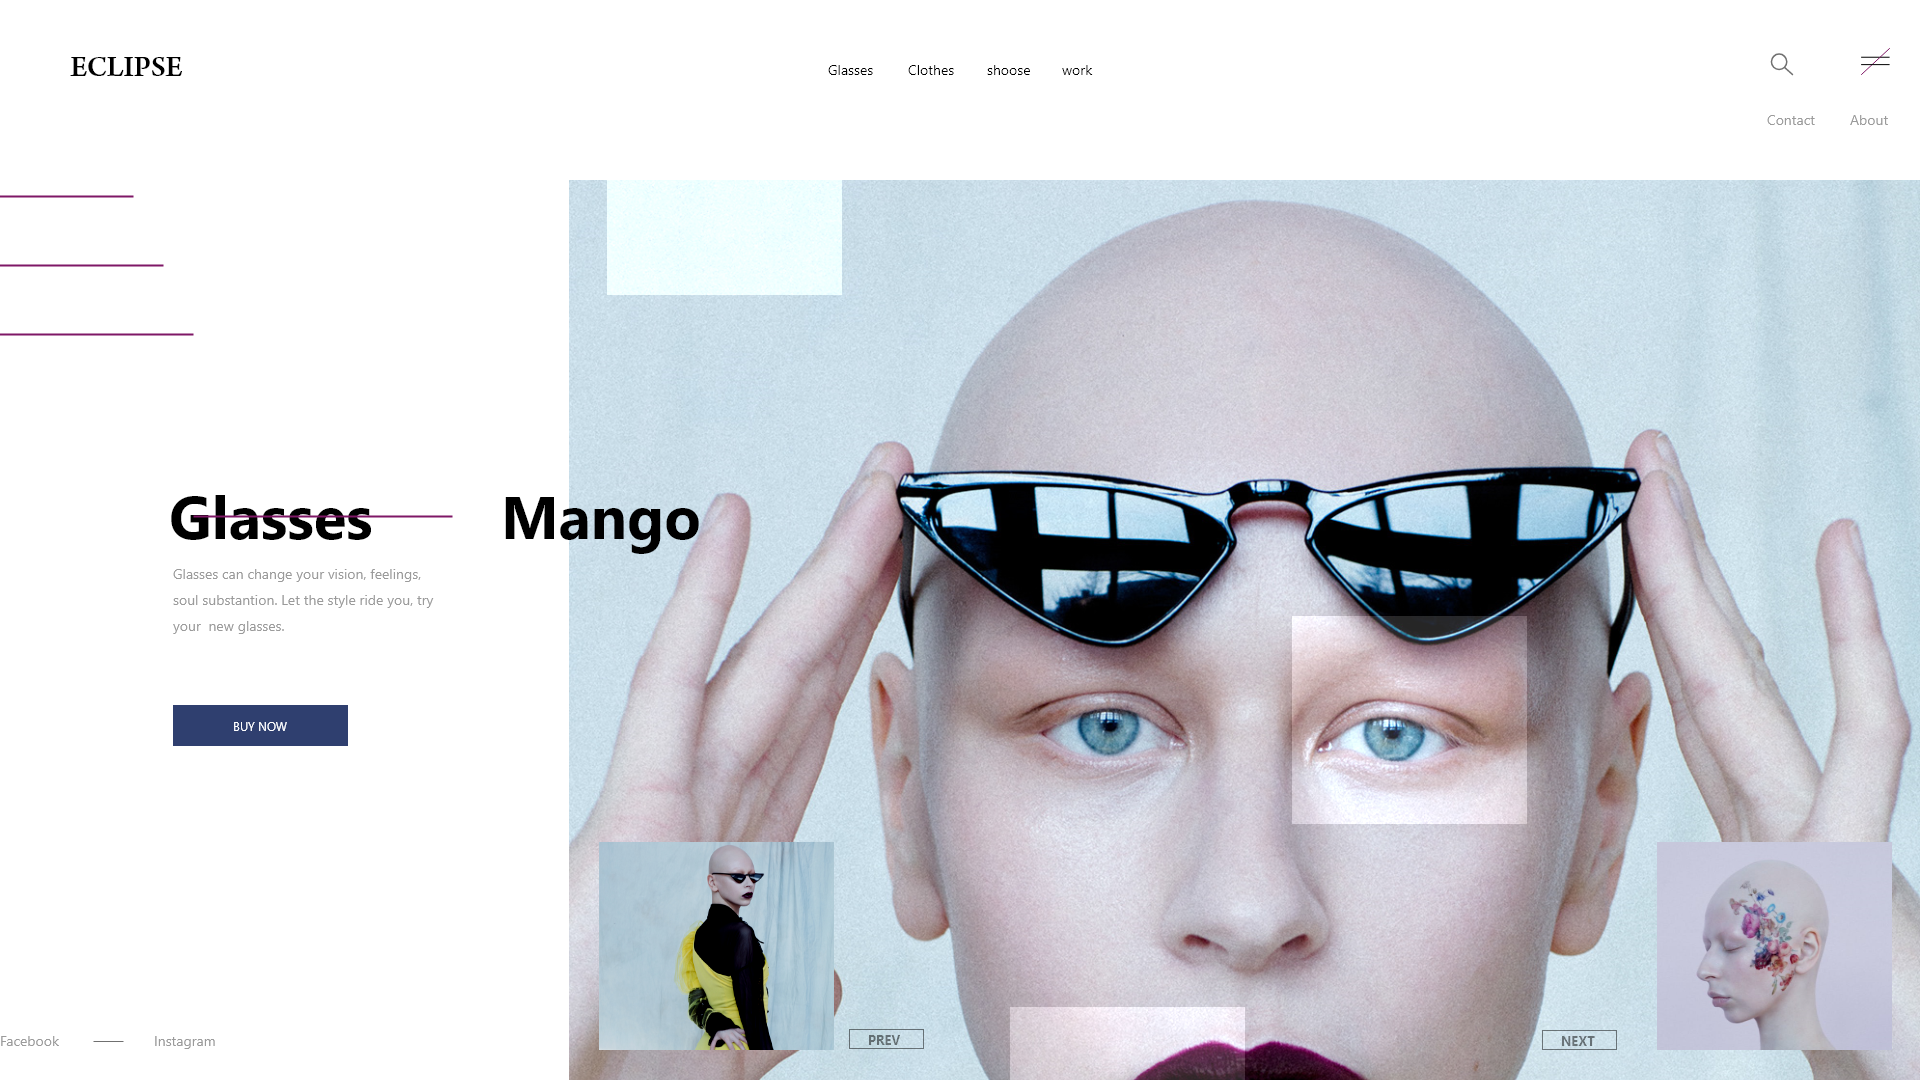 ECLIPSE
Glasses Clothes shoose work
Contact About
Glasses Mango
Glasses can change your vision, feelings,
soul substantion. Let the style ride you, try
your  new glasses.
BUY NOW
PREV
NEXT
Facebook Instagram